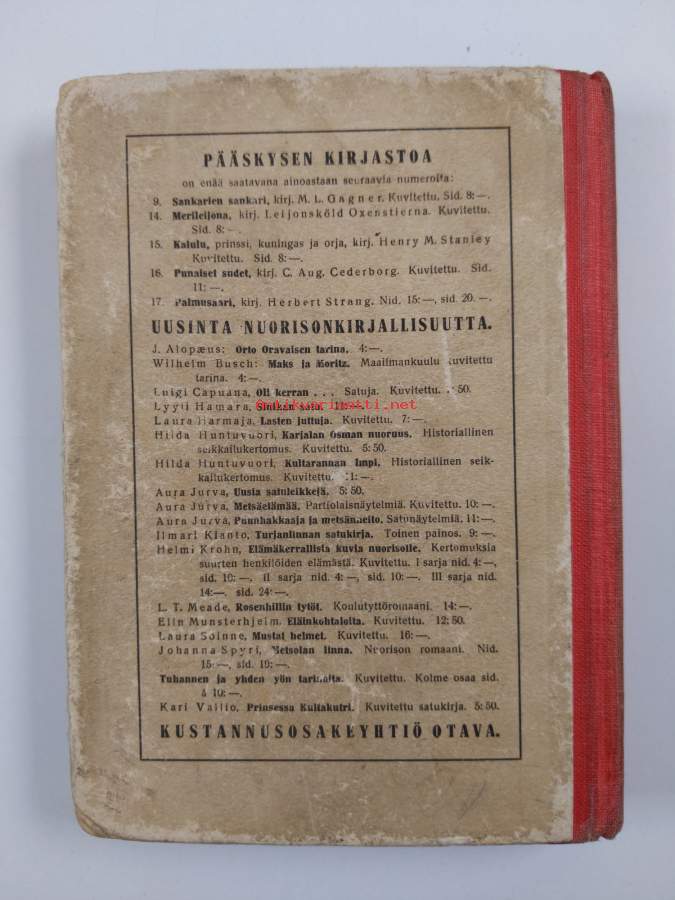 PÄÄSKYSEN KIRJASTOA
on enää saatavana ainoastaan seuraavia numeroita:
9. Sankarien sankari, kirj. M. L. Gagner. Kuvitettu. Sid. 8: —.
14. Merileijona, kirj. Leijonsköld Oxenstierna. Kuvitettu.
Sid. 8: —.
15. Kalulu, prinssi, kuningas ja orja, kirj. Henry M. Stanley
Kuvitettu. Sid. 8: —.
16. Punaiset sudet, kirj. C. Aug. Cederborg. Kuvitettu. Sid.
11: —.
17. Palmusaari, kirj. Herbert Strang. Nid. 15: —, sid. 20. —.
UUSINTA NUORISONKIRJALLISUUTTA.
J. Alopæus: Orto Oravaisen tarina. 4: —.
Wilhelm Busch: Maks ja Moritz. Maailmankuulu kuvitettu
tarina. 4: —.
Luigi Capuana, Oli kerran . . . Satuja. Kuvitettu. : 50.
Lyyli Hamara,
antikvariaatti.net
Laura Harmaja, Lasten juttuja. Kuvitettu. 7: —.
Hilda Huntuvuori, Karjalan Osman nuoruus. Historiallinen
seikkailukertomus. Kuvitettu. 5: 50.
Hilda Huntuvuori, Kultarannan Impi, Historiallinen seik-
kailukertomus. Kuvitettu. 11: —.
Aura Jurva, Uusia satuleikkejä. 5: 50.
Aura Jurva, Metsäelämää. Partiolaisnäytelmiä. Kuvitettu. 10: —.
Aura Jurva, Puunhakkaaja ja metsänneito. Satunäytelmiä. 11: —.
Ilmari Kianto, Turjanlinnan satukirja. Toinen painos. 9: —.
Helmi Krohn, Elämäkerrallisia kuvia nuorisolle. Kertomuksia
suurten henkilöiden elämästä. Kuvitettu. I sarja nid. 4: —,
sid. 10: —. II sarja nid. 4: —, sid. 10: —. III sarja nid.
14: —, sid. 24: —.
L. T. Meade, Rosenhillin tytöt. Koulutyttöromaani. 14: —.
Elin Munsterhjelm, Eläinkohtaloita. Kuvitettu. 12: 50.
Laura Soinne, Mustat helmet. Kuvitettu. 16: —.
Johanna Spyri, Metsolan linna. Nuorison romaani. Nid.
15: —, sid. 19: —.
Tuhannen ja yhden yön tarinoita. Kuvitettu. Kolme osaa sid.
à 10: —.
Kari Vallio, Prinsessa Kultakutri. Kuvitettu satukirja. 5: 50.
KUSTANNUSOSAKEYHTIÖ OTAVA.